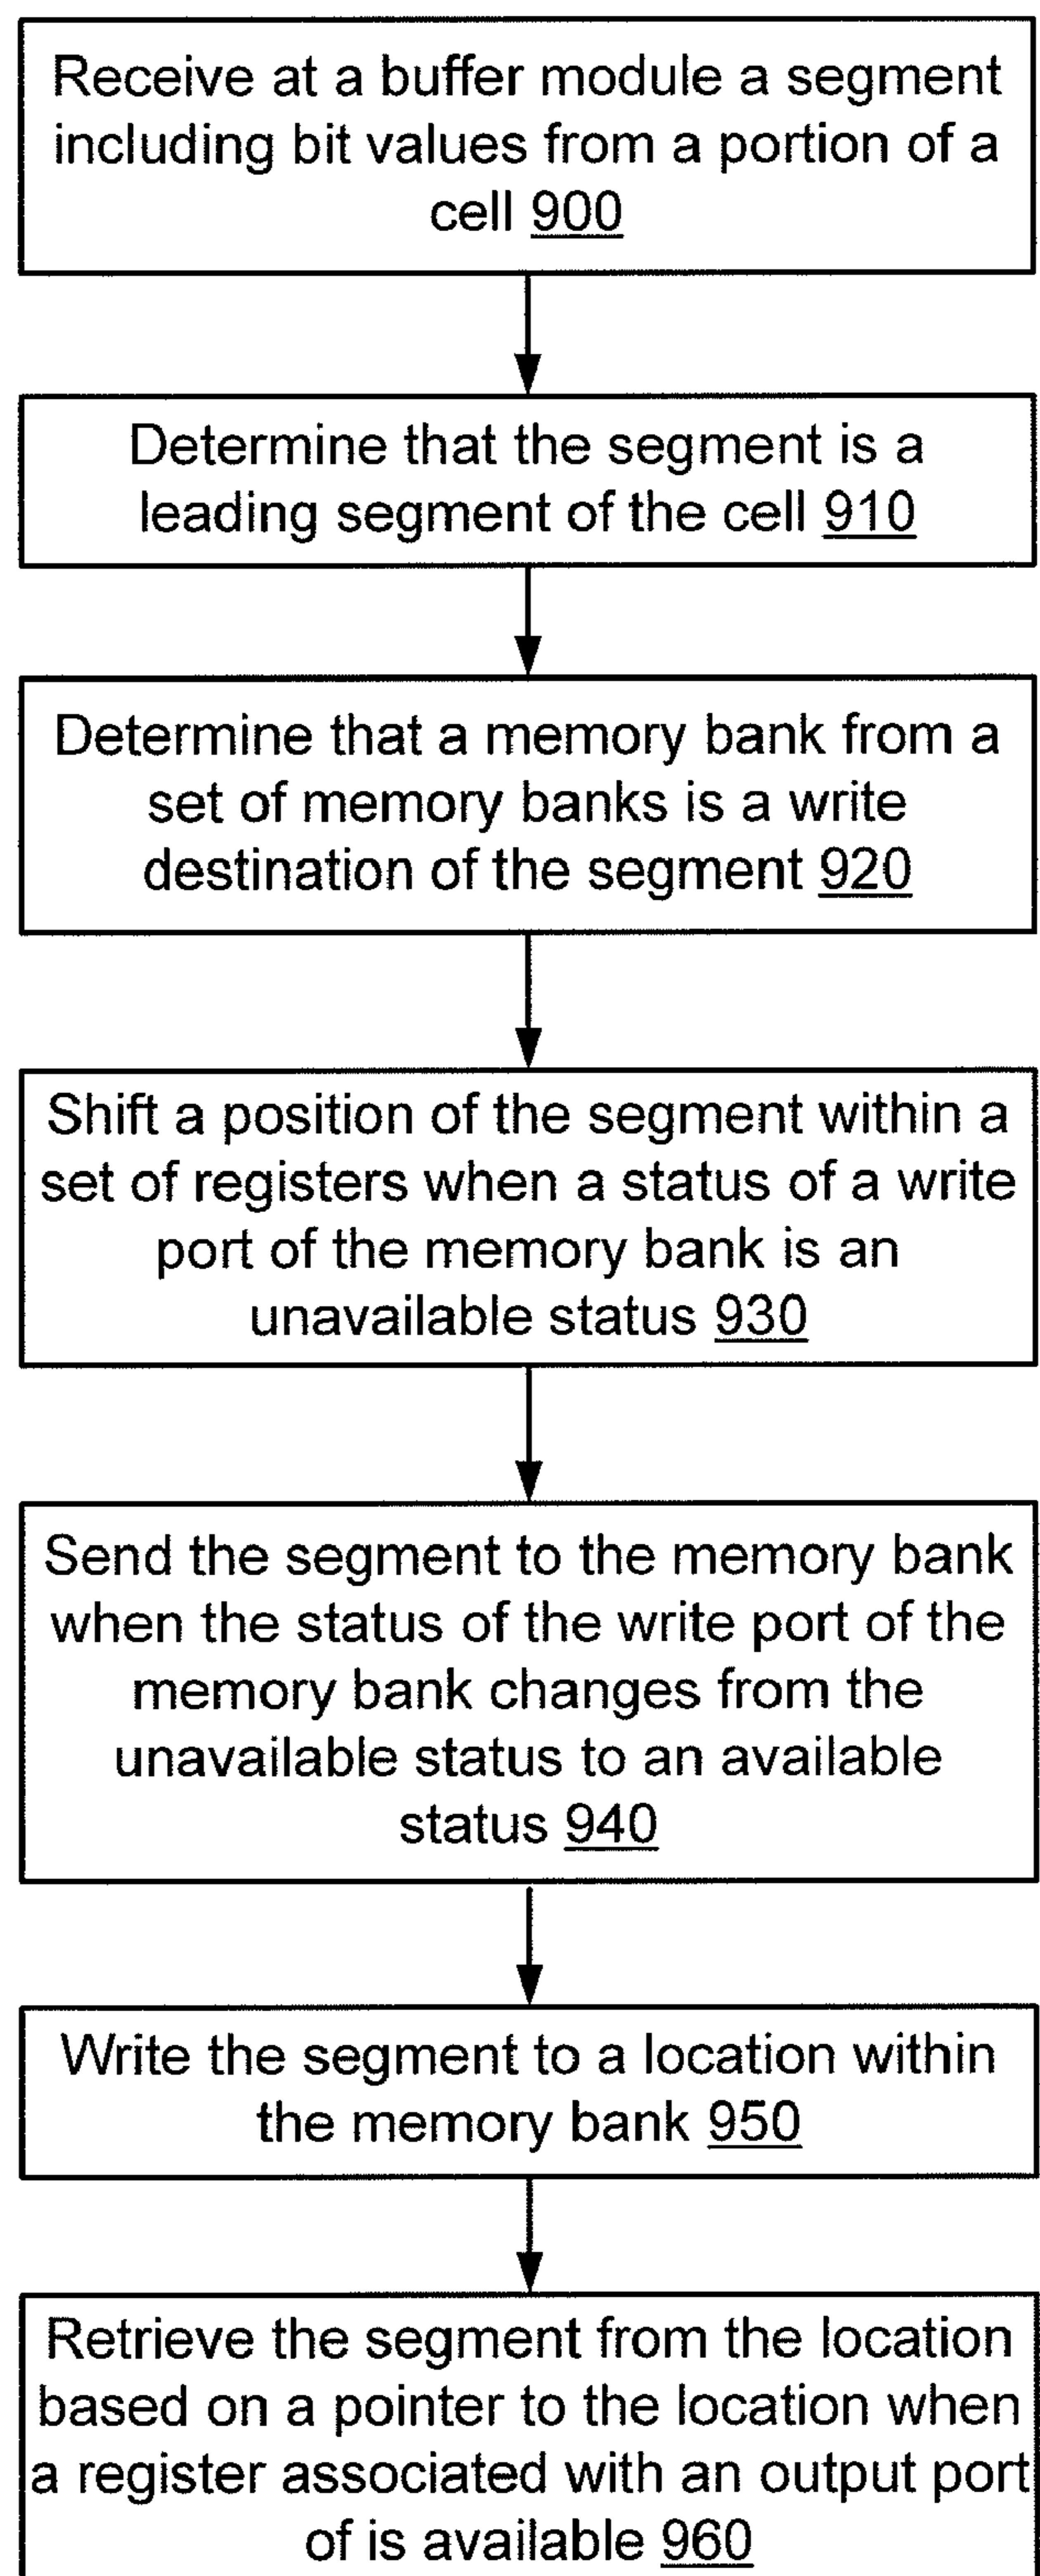 Receive at a buffer module a segment
including bit values from a portion of a
cell 900
Determine that the segment is a
leading segment of the cell 910
Determine that a memory bank from a
set of memory banks is a write
destination of the segment 920
Shift a position of the segment within a
set of registers when a status of a write
port of the memory bank is an
unavailable status 930
Send the segment to the memory bank
when the status of the write port of the
memory bank changes from the
unavailable status to an available
status 940
Write the segment to a location within
the memory bank 950
Retrieve the segment from the location
based on a pointer to the location when
a register associated with an output port
of is available 960